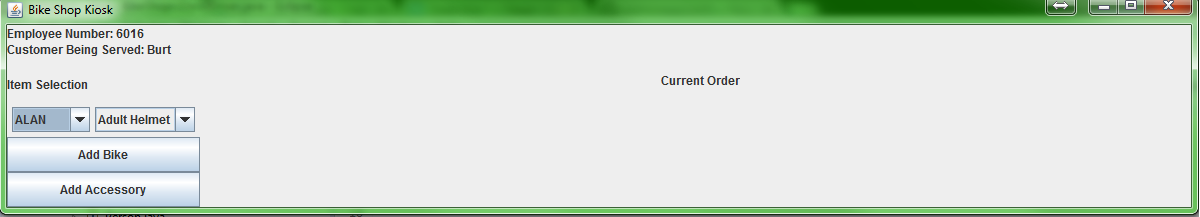 Bike Shop Kiosk
Employee Number: 6016
Customer Being Served: Burt
Item Selection
Current Order
ALAN
Adult Helmet
Add Bike
Add Accessory